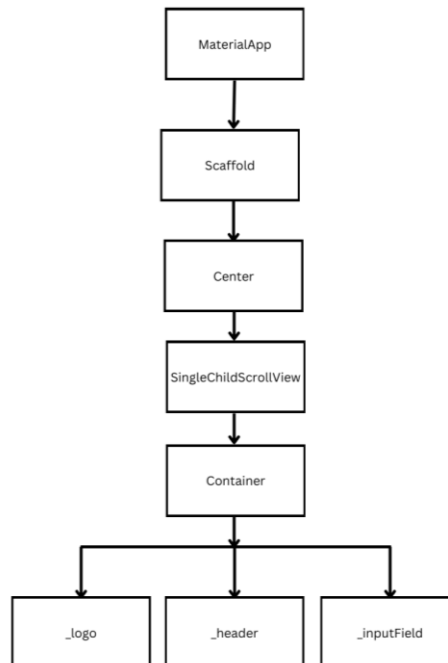 MaterialApp
Scaffold
Center
SingleChildScrollView
Container
_logo
_header
_inputField